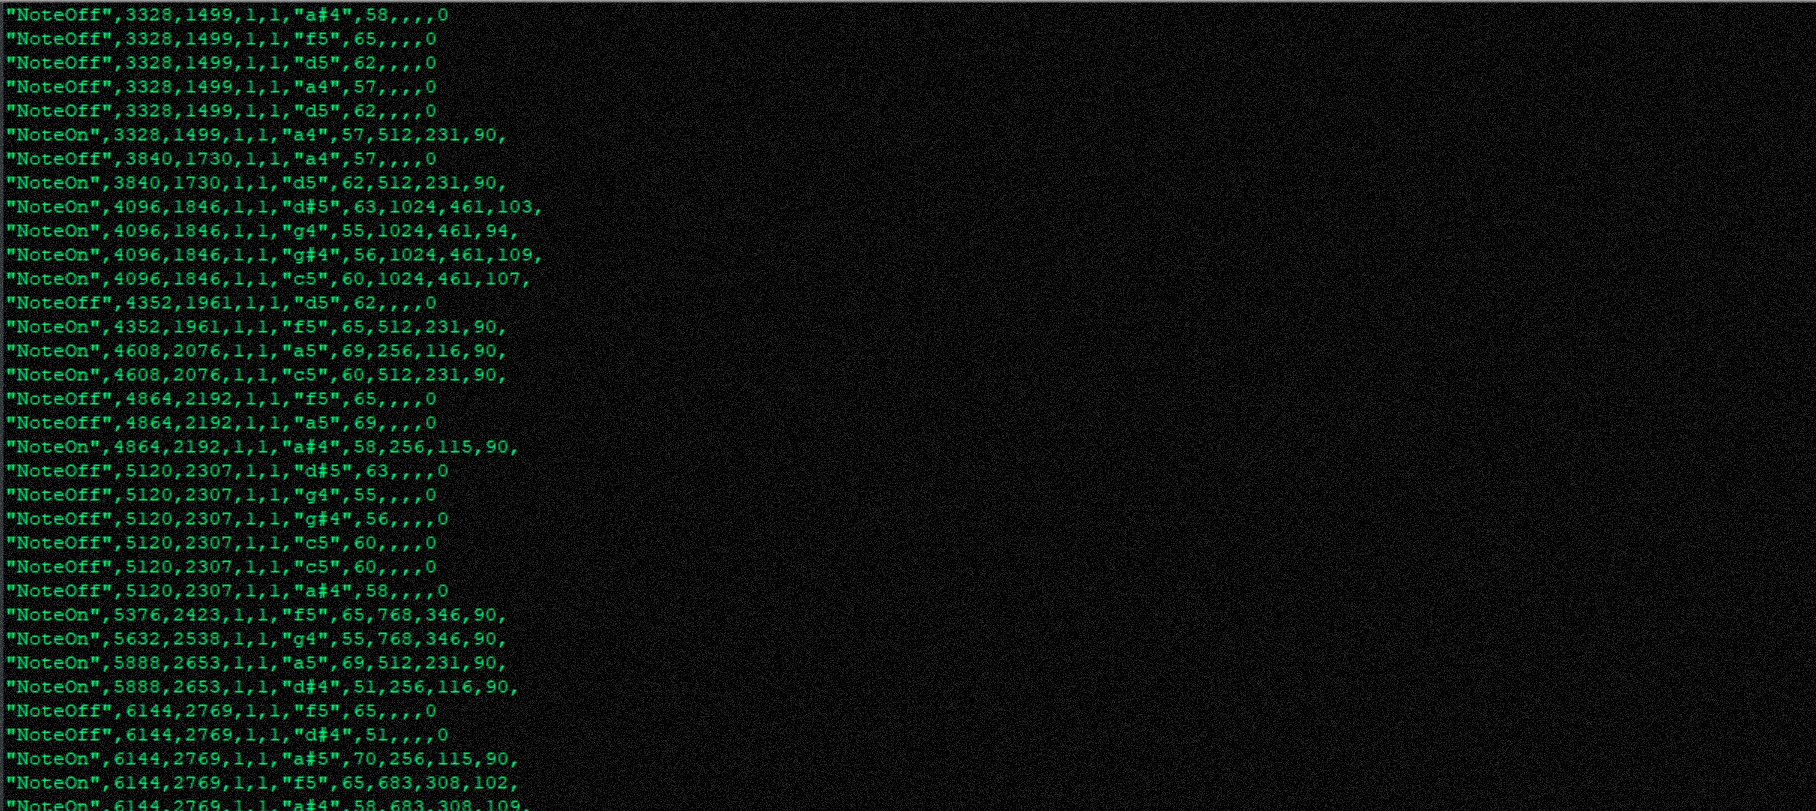 "NoteOff",3328,1499,1,1,"a#4",58,,,,0
"NoteOff",3328,1499,1,1,"f5",65,,,,0
"NoteOff",3328,1499,1,1,"d5",62,,,,0
"NoteOff",3328,1499,1,1,"a4",57,,,,0
"NoteOff",3328,1499,1,1,"d5",62,,,,0
"NoteOn",3328,1499,1,1,"a4",57,512,231,90,
"NoteOff",3840,1730,1,1,"a4",57,,,,0
"NoteOn",3840,1730,1,1,"d5",62,512,231,90,
"NoteOn",4096,1846,1,1,"d#5",63,1024,461,103,
"NoteOn",4096,1846,1,1,"g4",55,1024,461,94,
"NoteOn",4096,1846,1,1,"g#4",56,1024,461,109,
"NoteOn",4096,1846,1,1,"c5",60,1024,461,107,
"NoteOff",4352,1961,1,1,"d5",62,,,,0
"NoteOn",4352,1961,1,1,"f5",65,512,231,90,
"NoteOn",4608,2076,1,1,"a5",69,256,116,90,
"NoteOn",4608,2076,1,1,"c5",60,512,231,90,
"NoteOff",4864,2192,1,1,"f5",65,,,,0
"NoteOff",4864,2192,1,1,"a5",69,,,,0
"NoteOn",4864,2192,1,1,"a#4",58,256,115,90,
"NoteOff",5120,2307,1,1,"d#5",63,,,,0
"NoteOff",5120,2307,1,1,"g4",55,,,,0
"NoteOff",5120,2307,1,1,"g#4",56,,,,0
"NoteOff",5120,2307,1,1,"c5",60,,,,0
"NoteOff",5120,2307,1,1,"c5",60,,,,0
"NoteOff",5120,2307,1,1,"a#4",58,,,,0
"NoteOn",5376,2423,1,1,"f5",65,768,346,90,
"NoteOn",5632,2538,1,1,"g4",55,768,346,90,
"NoteOn",5888,2653,1,1,"a5",69,512,231,90,
"NoteOn",5888,2653,1,1,"d#4",51,256,116,90,
"NoteOff",6144,2769,1,1,"f5",65,,,,0
"NoteOff",6144,2769,1,1,"d#4",51,,,,0
"NoteOn",6144,2769,1,1,"a#5",70,256,115,90,
"NoteOn",6144,2769,1,1,"f5",65,683,308,102,
"NoteOn",6144,2769,1,1,"a#4",58,683,308,109,